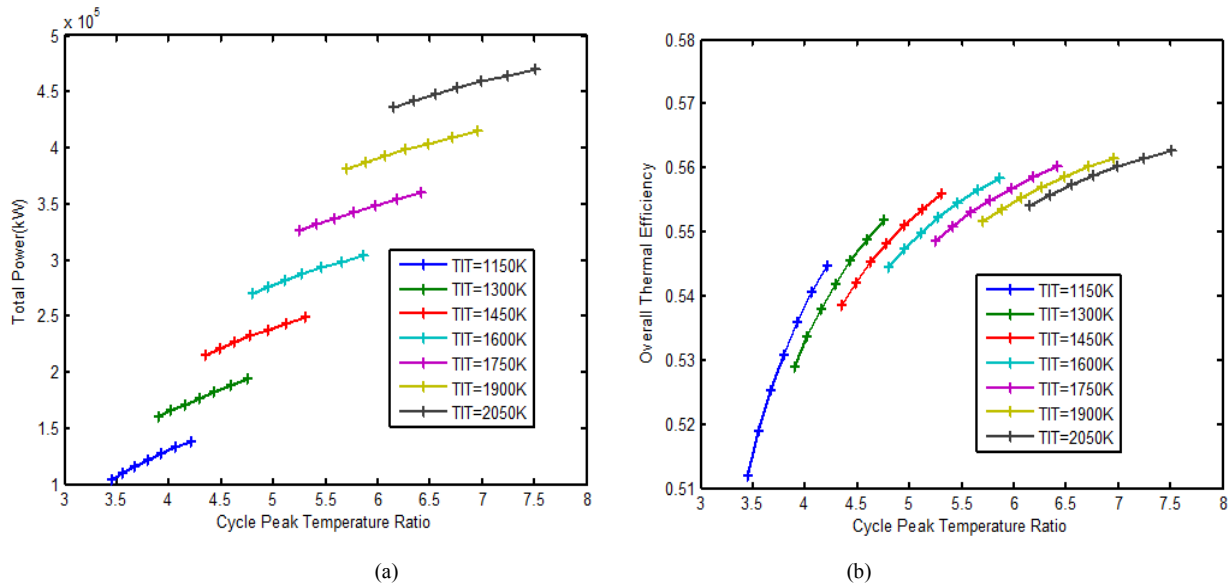 x 10⁵
5
4.5
4
3.5
3
2.5
2
1.5
1
3 3.5 4 4.5 5 5.5 6 6.5 7 7.5 8
Total Power(kW)
Cycle Peak Temperature Ratio
TIT=1150K
TIT=1300K
TIT=1450K
TIT=1600K
TIT=1750K
TIT=1900K
TIT=2050K
(a)
0.58
0.57
0.56
0.55
0.54
0.53
0.52
0.51
3 3.5 4 4.5 5 5.5 6 6.5 7 7.5 8
Overall Thermal Efficiency
Cycle Peak Temperature Ratio
TIT=1150K
TIT=1300K
TIT=1450K
TIT=1600K
TIT=1750K
TIT=1900K
TIT=2050K
(b)